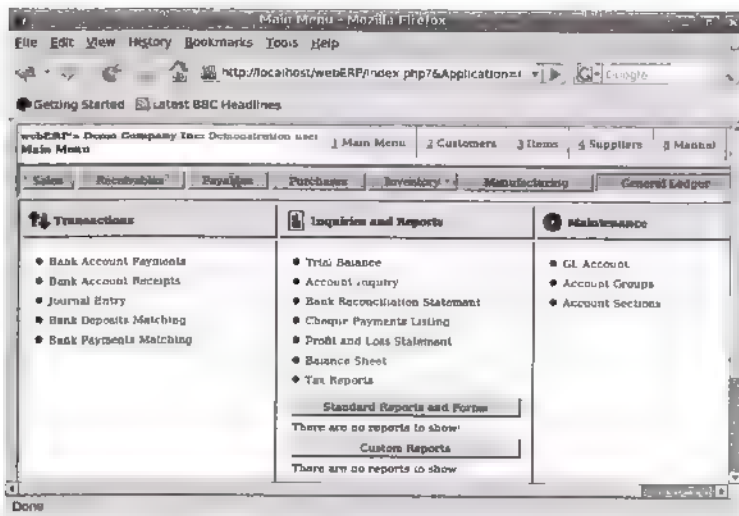 Main Menu - Mozilla Firefox
File Edit View History Bookmarks Tools Help
http://localhost/webERP/index.php?&Application= Google
Getting Started Latest BBC Headlines
webERP's Demo Company Inc: Demonstration user
Main Menu
1 Main Menu 2 Customers 3 Items 4 Suppliers 5 Manual
Sales Receivables Payables Purchases Inventory Manufacturing General Ledger
Transactions
Bank Account Payments
Bank Account Receipts
Journal Entry
Bank Deposits Matching
Bank Payments Matching
Inquiries and Reports
Trial Balance
Account Inquiry
Bank Reconciliation Statement
Cheque Payments Listing
Profit and Loss Statement
Balance Sheet
Tax Reports
Standard Reports and Forms
There are no reports to show!
Custom Reports
There are no reports to show
Maintenance
GL Account
Account Groups
Account Sections
Done